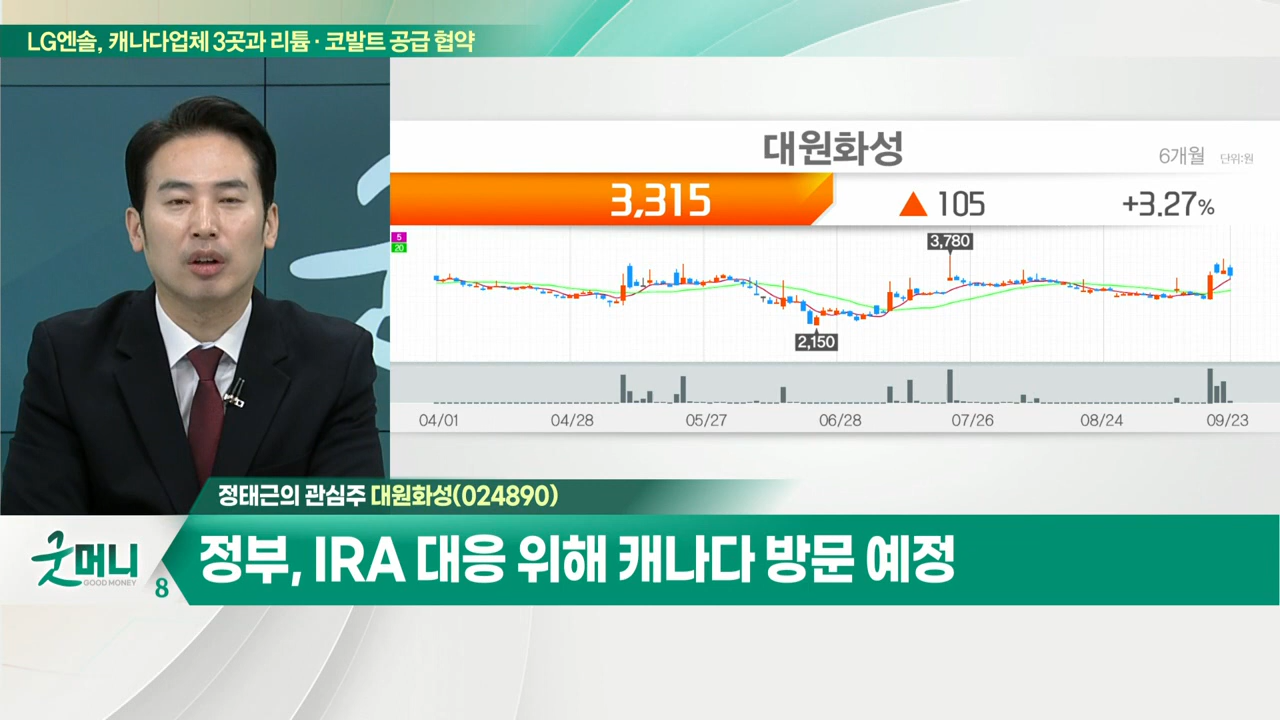 LG엔솔, 캐나다업체 3곳과 리튬· 코발트 공급 협약
대원화성
6개월 단위:원
3,315 ▲ 105 +3.27%
5
20
3,780
2,150
04/01 04/28 05/27 06/28 07/26 08/24 09/23
정태근의 관심주 대원화성(024890)
정부, IRA 대응 위해 캐나다 방문 예정
굿머니
GOOD MONEY
8